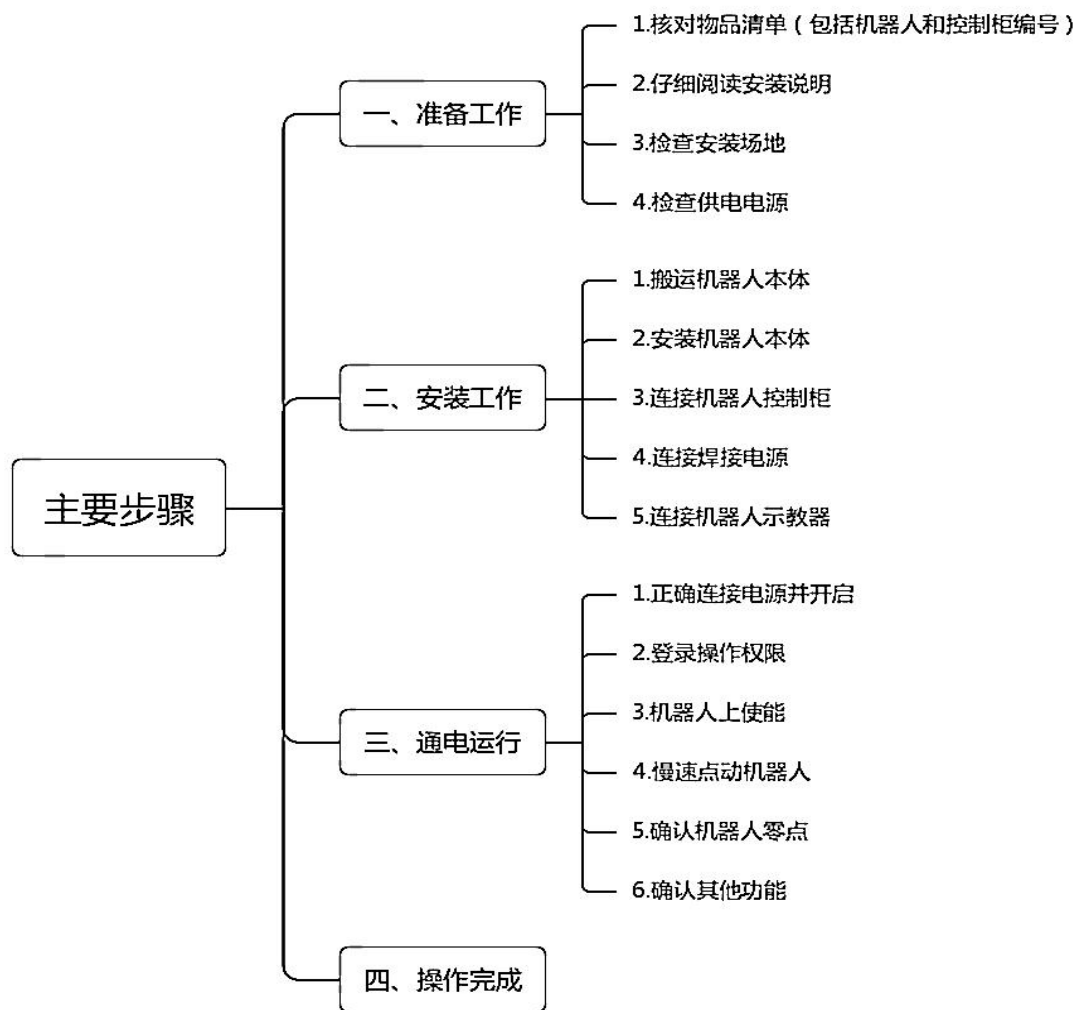 主要步骤
一、准备工作
1.核对物品清单（包括机器人和控制柜编号）
2.仔细阅读安装说明
3.检查安装场地
4.检查供电电源
二、安装工作
1.搬运机器人本体
2.安装机器人本体
3.连接机器人控制柜
4.连接焊接电源
5.连接机器人示教器
三、通电运行
1.正确连接电源并开启
2.登录操作权限
3.机器人上使能
4.慢速点动机器人
5.确认机器人零点
6.确认其他功能
四、操作完成